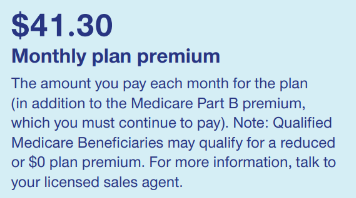 $41.30
Monthly plan premium
The amount you pay each month for the plan
(in addition to the Medicare Part B premium,
which you must continue to pay). Note: Qualified
Medicare Beneficiaries may qualify for a reduced
or $0 plan premium. For more information, talk to
your licensed sales agent.